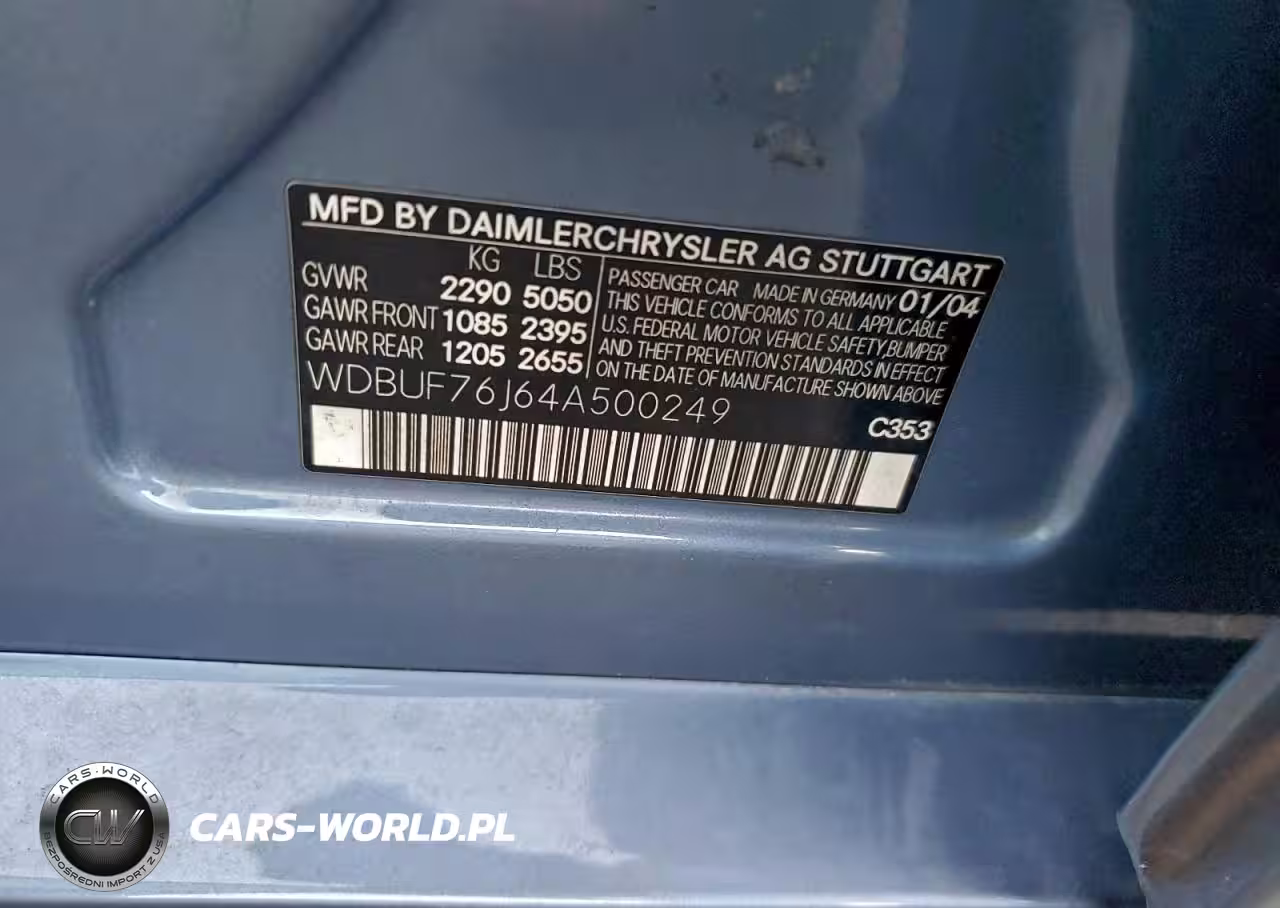 MFD BY DAIMLERCHRYSLER AG STUTTGART
KG LBS
GVWR 2290 5050
GAWR FRONT 1085 2395
GAWR REAR 1205 2655
PASSENGER CAR MADE IN GERMANY 01/04
THIS VEHICLE CONFORMS TO ALL APPLICABLE
U.S. FEDERAL MOTOR VEHICLE SAFETY,BUMPER
AND THEFT PREVENTION STANDARDS IN EFFECT
ON THE DATE OF MANUFACTURE SHOWN ABOVE
WDBUF76J64A500249
C353
CARS-WORLD
CW
BEZPOŚREDNI IMPORT Z USA
CARS-WORLD.PL